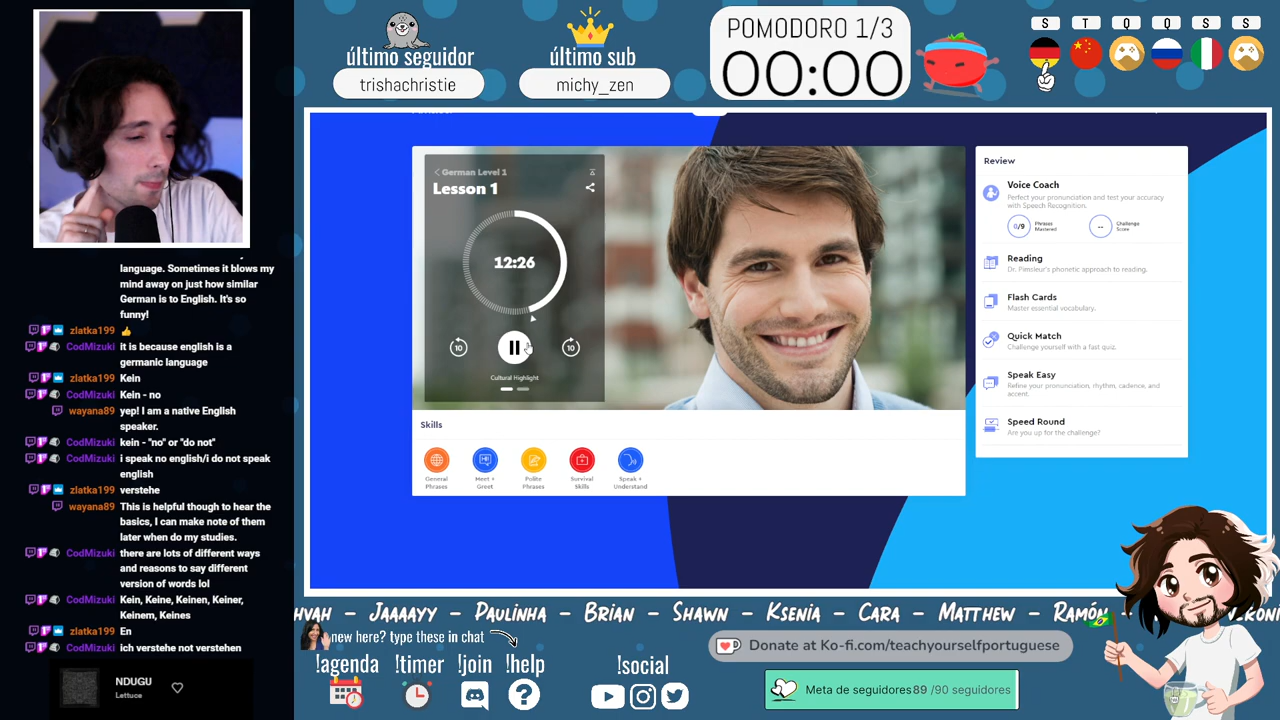 último seguidor
trishachristie
último sub
michy_zen
POMODORO 1/3
00:00
S T Q Q S S
German Level 1
Lesson 1
12:26
10
10
Cultural Highlight
Skills
General Phrases
Meet + Greet
Polite Phrases
Survival Skills
Speak + Understand
Review
Voice Coach
Perfect your pronunciation and test your accuracy
with Speech Recognition.
0/9 Phrases Mastered
-- Challenge Score
Reading
Dr. Pimsleur's phonetic approach to reading.
Flash Cards
Master essential vocabulary.
Quick Match
Challenge yourself with a fast quiz.
Speak Easy
Refine your pronunciation, rhythm, cadence, and
accent.
Speed Round
Are you up for the challenge?
language. Sometimes it blows my
mind away on just how similar
German is to English. It's so
funny!
zlatka199 👍
CodMizuki it is because english is a
germanic language
zlatka199 Kein
CodMizuki Kein - no
wayana89 yep! I am a native English
speaker.
CodMizuki kein - "no" or "do not"
CodMizuki i speak no english/i do not speak
english
zlatka199 verstehe
wayana89 This is helpful though to hear the
basics, I can make note of them
later when do my studies.
CodMizuki there are lots of different ways
and reasons to say different
version of words lol
CodMizuki Kein, Keine, Keinen, Keiner,
Keinem, Keines
zlatka199 En
CodMizuki ich verstehe not verstehen
NDUGU
Lettuce
HVAH – JAAAYY – PAULINHA – BRIAN – SHAWN – KSENIA – CARA – MATTHEW – RAMÓN
new here? type these in chat
!agenda !timer !join !help
!social
Donate at Ko-fi.com/teachyourselfportuguese
Meta de seguidores 89 /90 seguidores